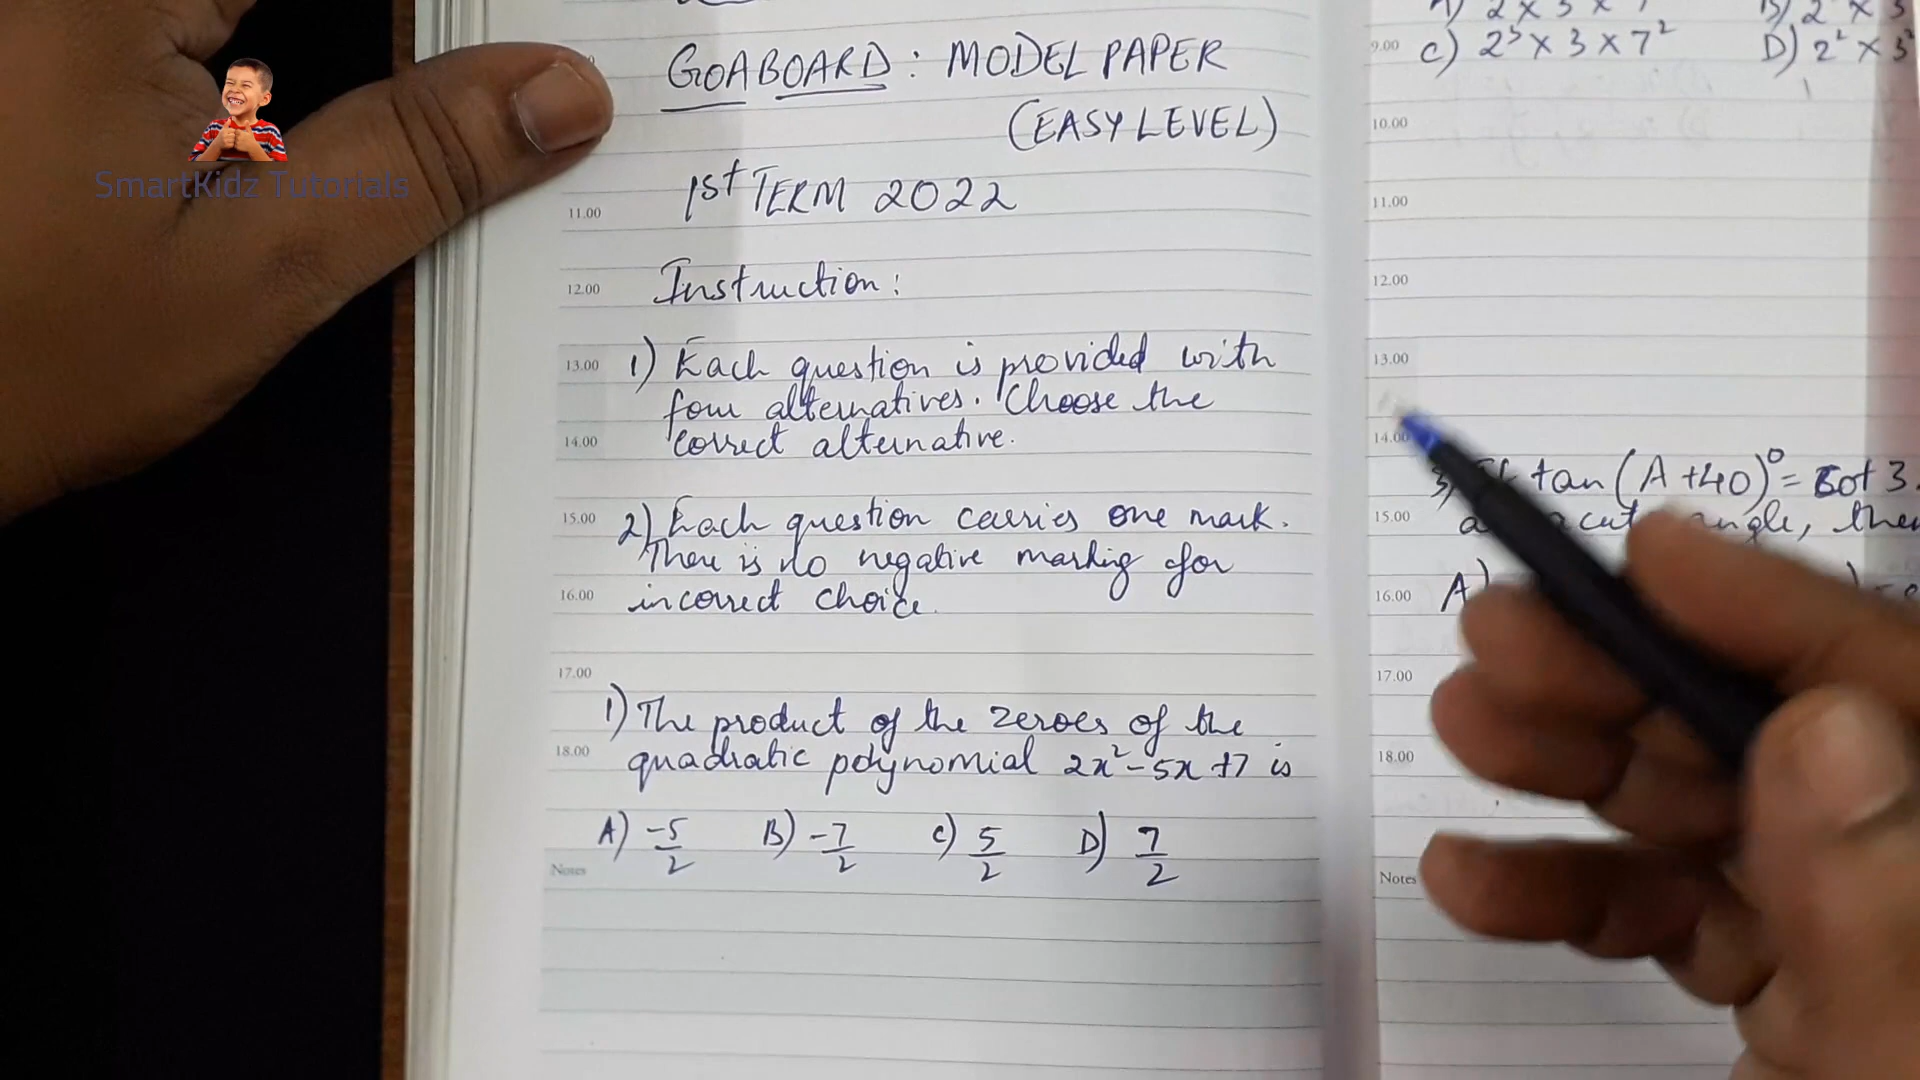 SmartKidz Tutorials
GOABOARD: MODEL PAPER
(EASY LEVEL)
1st TERM 2022
11.00
12.00
Instruction:
13.00
1) Each question is provided with
four alternatives. Choose the
14.00
correct alternative.
15.00
2) Each question carries one mark.
There is no negative marking for
16.00
incorrect choice.
17.00
1) The product of the zeroes of the
18.00
quadratic polynomial 2x²-5x+7 is
A) -5/2 B) -7/2 C) 5/2 D) 7/2
Notes
9.00
C) 2³ x 3 x 7² D) 2² x 3
10.00
11.00
12.00
13.00
14.00
tan (A+40)° = Cot 3
15.00
angle,
16.00
A)
17.00
18.00
Notes